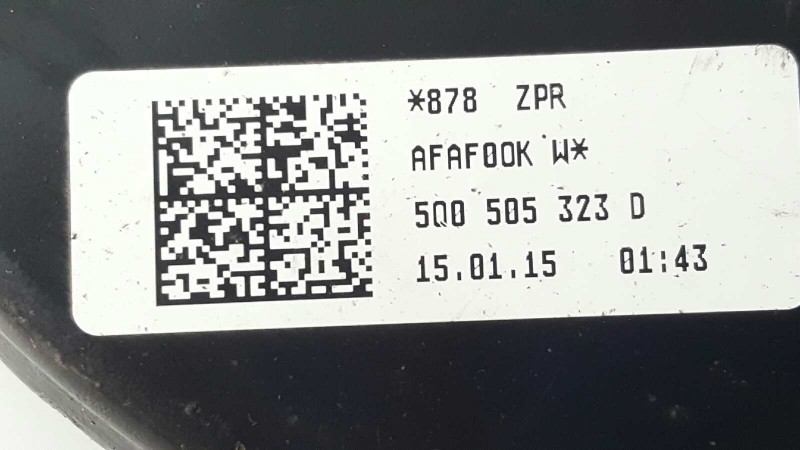 *878 ZPR
AFAF00K W*
5Q0 505 323 D
15.01.15 01:43